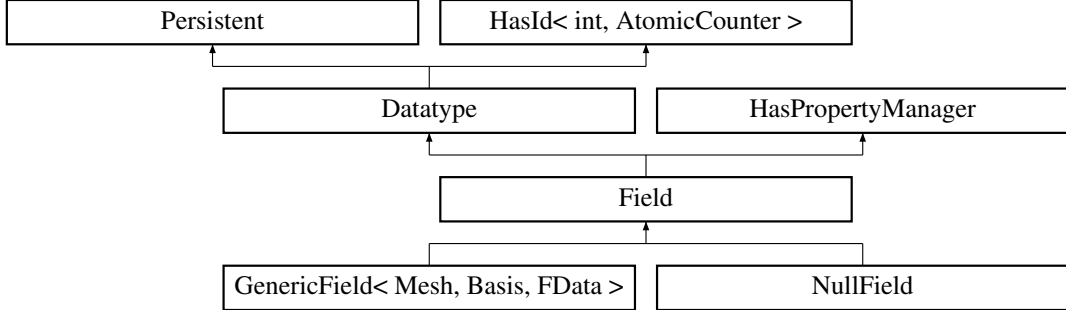 Persistent
HasId< int, AtomicCounter >
Datatype
HasPropertyManager
Field
GenericField< Mesh, Basis, FData >
NullField